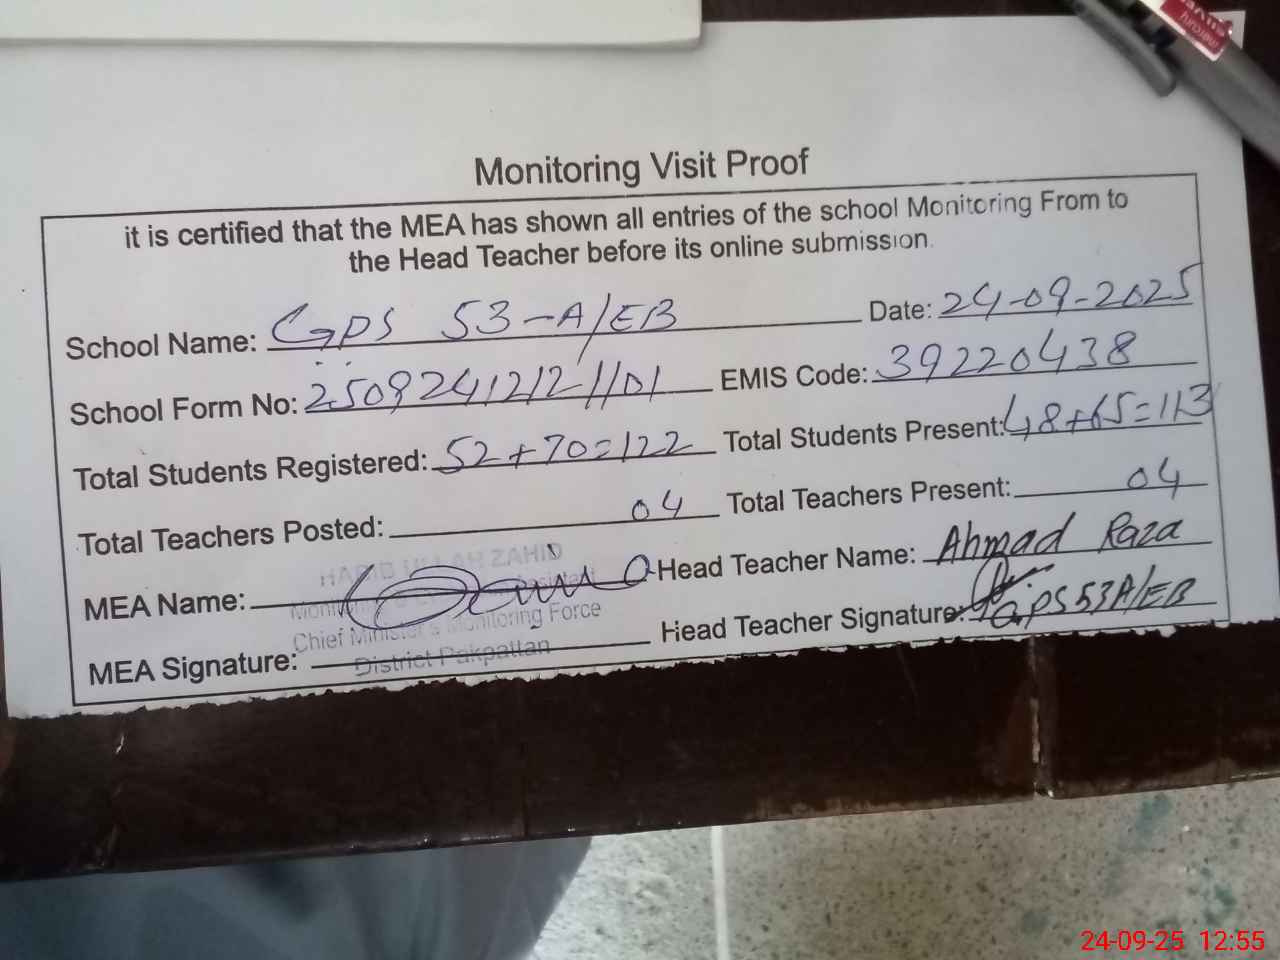 Monitoring Visit Proof
it is certified that the MEA has shown all entries of the school Monitoring From to
the Head Teacher before its online submission.
School Name: GPS 53-A/EB Date: 24-09-2025
School Form No: EMIS Code: 39220438
Total Students Registered: 52+70=122 Total Students Present: 48+65=113
Total Teachers Posted: 04 Total Teachers Present: 04
HABIB ULLAH ZAHID
MEA Name: Head Teacher Name: Ahmad Raza
Chief Minister's Monitoring Force
MEA Signature: Head Teacher Signature: GPS 53A/EB
District Pakpattan
24-09-25 12:55